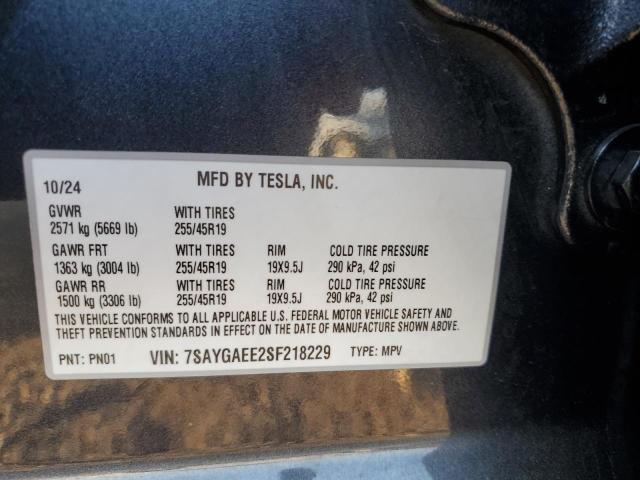 10/24 MFD BY TESLA, INC.
GVWR WITH TIRES
2571 kg (5669 lb) 255/45R19
GAWR FRT WITH TIRES RIM COLD TIRE PRESSURE
1363 kg (3004 lb) 255/45R19 19X9.5J 290 kPa, 42 psi
GAWR RR WITH TIRES RIM COLD TIRE PRESSURE
1500 kg (3306 lb) 255/45R19 19X9.5J 290 kPa, 42 psi
THIS VEHICLE CONFORMS TO ALL APPLICABLE U.S. FEDERAL MOTOR VEHICLE SAFETY AND
THEFT PREVENTION STANDARDS IN EFFECT ON THE DATE OF MANUFACTURE SHOWN ABOVE.
PNT: PN01 VIN: 7SAYGAEE2SF218229 TYPE: MPV